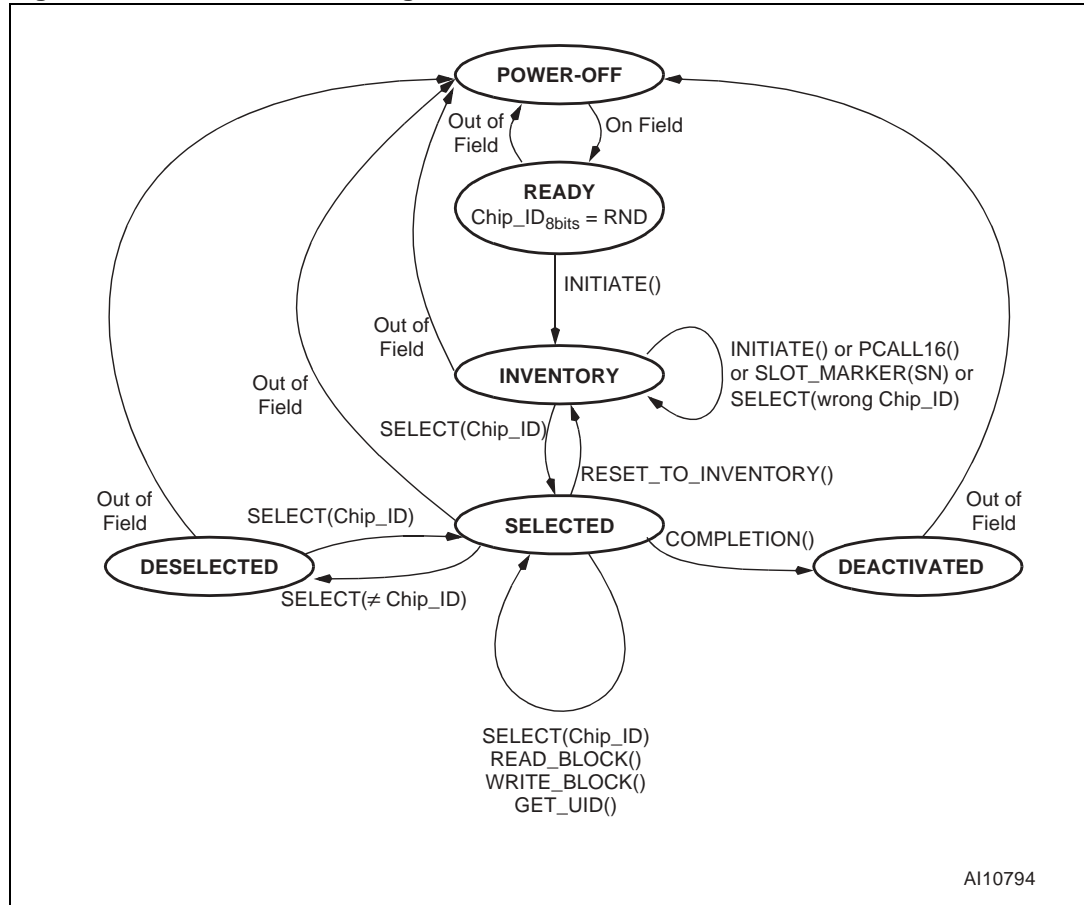 POWER-OFF
Out of
Field
On Field
READY
Chip_ID8bits = RND
INITIATE()
Out of
Field
INVENTORY
INITIATE() or PCALL16()
or SLOT_MARKER(SN) or
SELECT(wrong Chip_ID)
Out of
Field
SELECT(Chip_ID)
RESET_TO_INVENTORY()
Out of
Field
SELECT(Chip_ID)
SELECTED
COMPLETION()
Out of
Field
DESELECTED
DEACTIVATED
SELECT(≠ Chip_ID)
SELECT(Chip_ID)
READ_BLOCK()
WRITE_BLOCK()
GET_UID()
AI10794